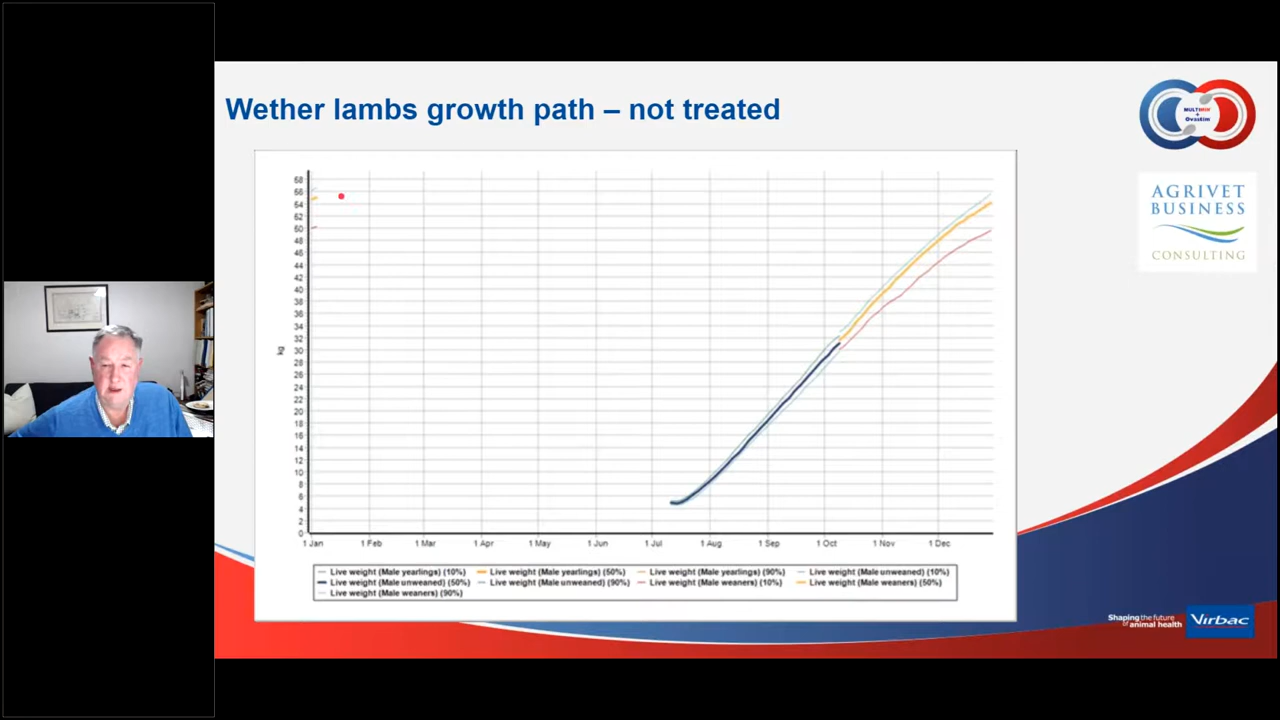 Wether lambs growth path – not treated
MULTIMIN
+
Ovastim
AGRIVET
BUSINESS
CONSULTING
58
56
54
52
50
48
46
44
42
40
38
36
34
32
30
28
26
24
22
20
18
16
14
12
10
8
6
4
2
0
kg
1 Jan 1 Feb 1 Mar 1 Apr 1 May 1 Jun 1 Jul 1 Aug 1 Sep 1 Oct 1 Nov 1 Dec
Live weight (Male yearlings) (10%) Live weight (Male yearlings) (50%) Live weight (Male yearlings) (90%) Live weight (Male unweaned) (10%)
Live weight (Male unweaned) (50%) Live weight (Male unweaned) (90%) Live weight (Male weaners) (10%) Live weight (Male weaners) (50%)
Live weight (Male weaners) (90%)
Shaping the future
of animal health
Virbac